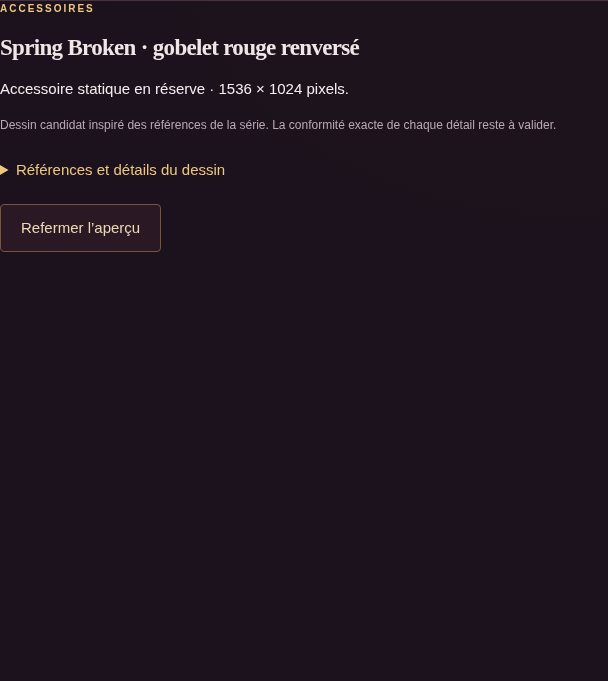 ACCESSOIRES
Spring Broken · gobelet rouge renversé
Accessoire statique en réserve · 1536 × 1024 pixels.
Dessin candidat inspiré des références de la série. La conformité exacte de chaque détail reste à valider.
Références et détails du dessin
Refermer l’aperçu